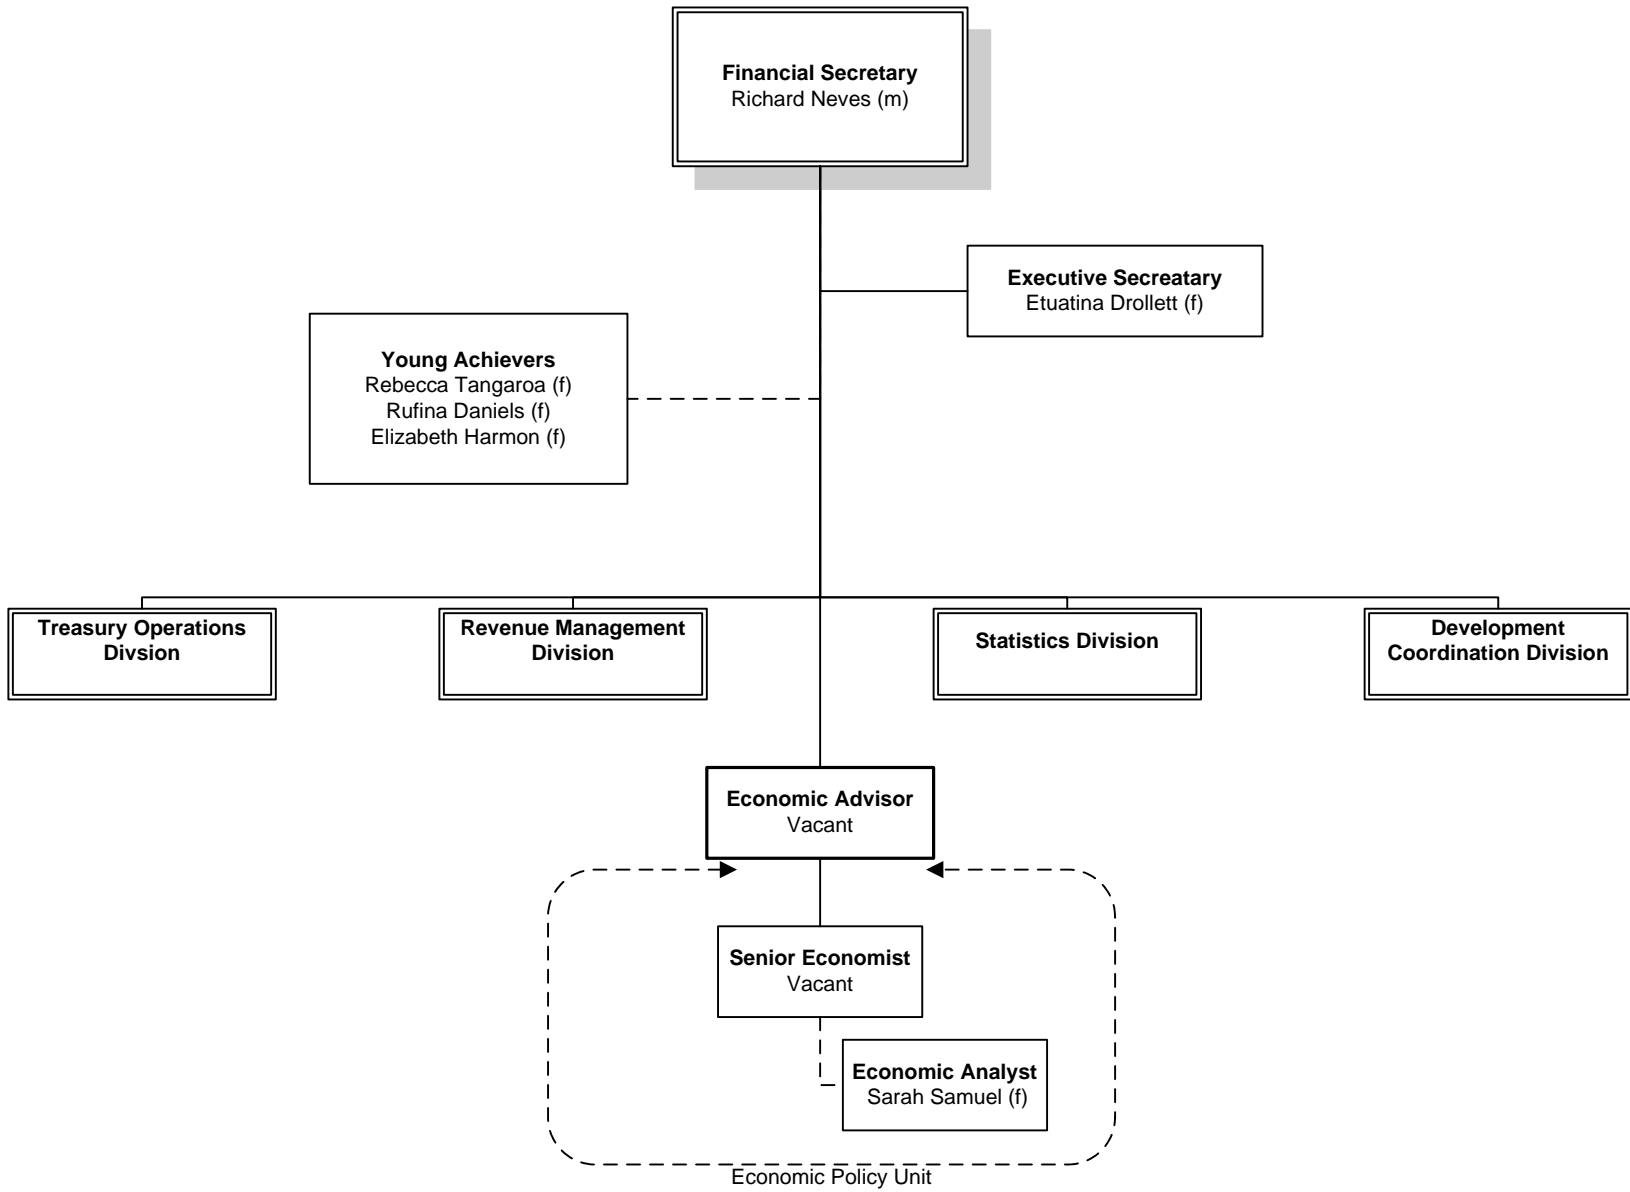 Financial Secretary
Richard Neves (m)
Executive Secreatary
Etuatina Drollett (f)
Young Achievers
Rebecca Tangaroa (f)
Rufina Daniels (f)
Elizabeth Harmon (f)
Treasury Operations
Divsion
Revenue Management
Division
Statistics Division
Development
Coordination Division
Economic Advisor
Vacant
Senior Economist
Vacant
Economic Analyst
Sarah Samuel (f)
Economic Policy Unit